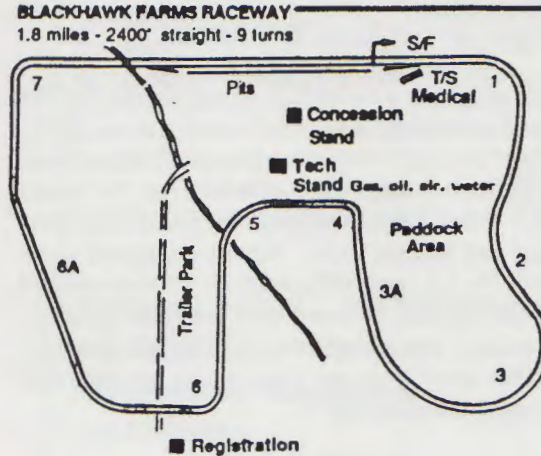 BLACKHAWK FARMS RACEWAY
1.8 miles - 2400" straight - 9 turns
S/F
7
Pits
T/S
Medical
1
Concession
Stand
Tech
Stand Gas, oil, air, water
5
4
Paddock
Area
2
6A
Trailer Park
3A
6
3
Registration